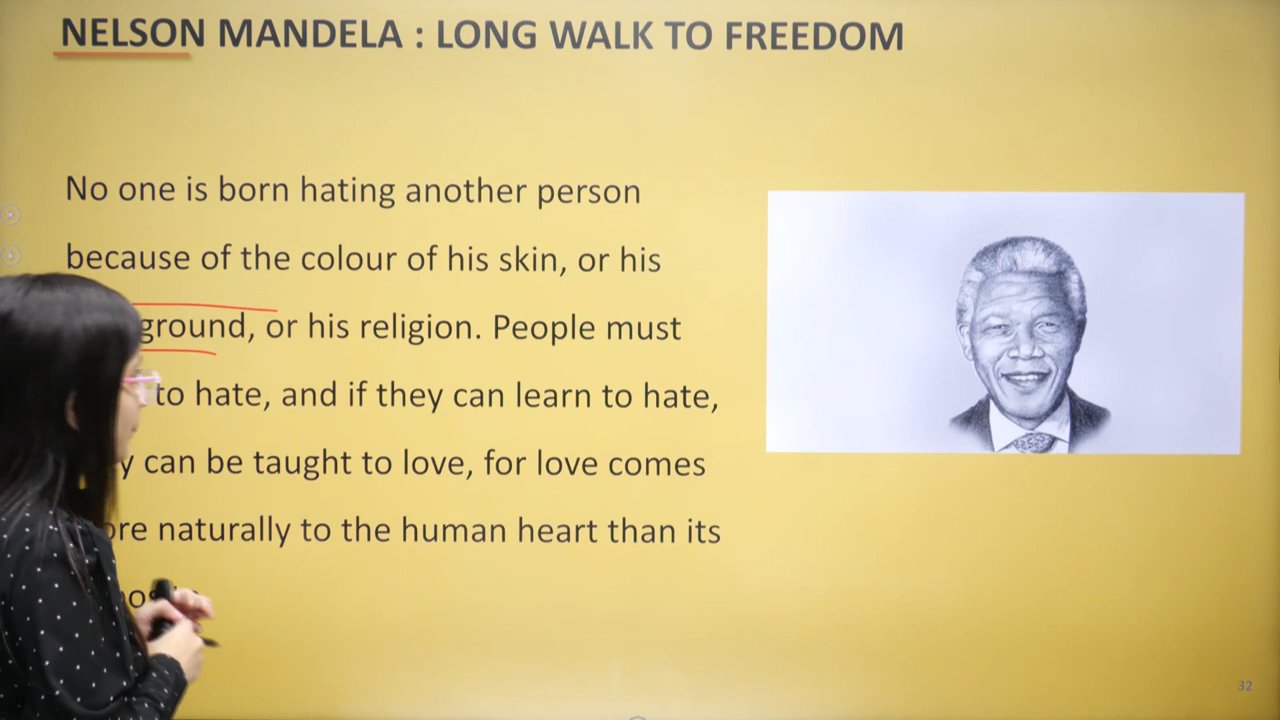 NELSON MANDELA : LONG WALK TO FREEDOM
No one is born hating another person
because of the colour of his skin, or his
ground, or his religion. People must
to hate, and if they can learn to hate,
can be taught to love, for love comes
naturally to the human heart than its
32